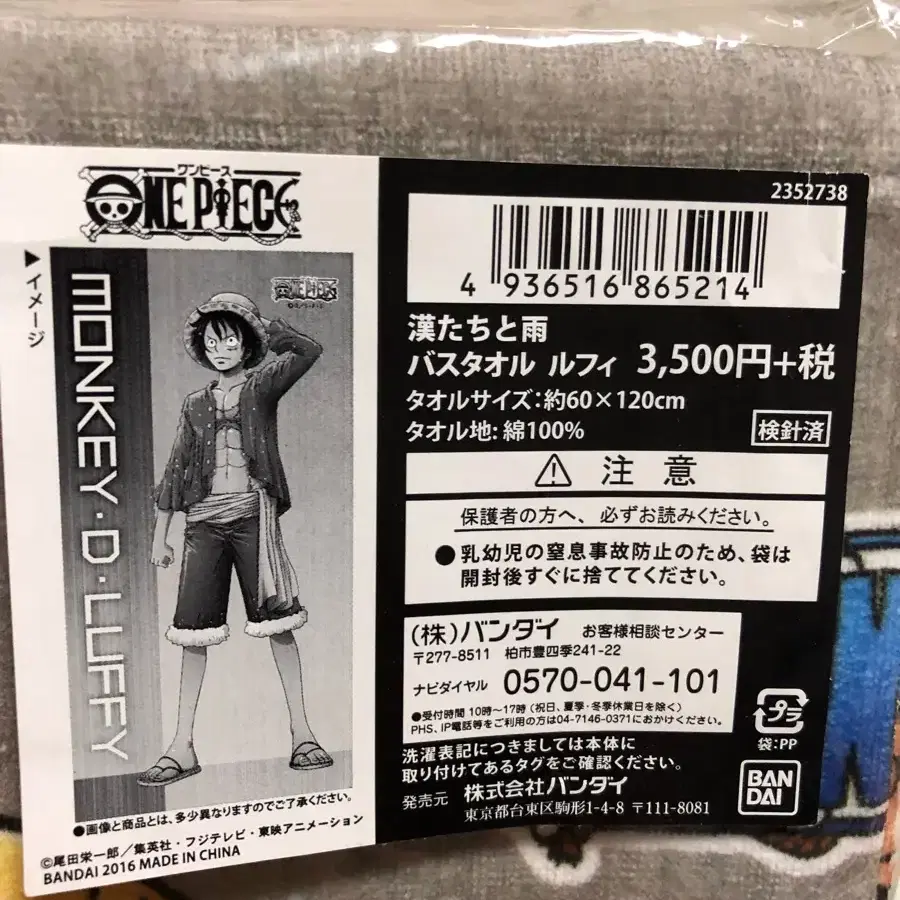 ワンピース
ONE PIECE
▶イメージ
MONKEY・D・LUFFY
ONE PIECE
●画像と商品とは、多少異なりますのでご了承ください。
©尾田栄一郎／集英社・フジテレビ・東映アニメーション
BANDAI 2016 MADE IN CHINA
2352738
4 936516 865214
漢たちと雨
バスタオル ルフィ 3,500円+税
タオルサイズ:約60×120cm
タオル地:綿100%
検針済
⚠ 注意
保護者の方へ、必ずお読みください。
●乳幼児の窒息事故防止のため、袋は
開封後すぐに捨ててください。
(株)バンダイ お客様相談センター
〒277-8511 柏市豊四季241-22
ナビダイヤル 0570-041-101
●受付時間 10時～17時(祝日、夏季・冬季休業日を除く)
PHS、IP電話等をご利用の方は04-7146-0371におかけください。
洗濯表記につきましては本体に
取り付けてあるタグをご確認ください。
発売元 株式会社バンダイ
東京都台東区駒形1-4-8 〒111-8081
プラ
袋:PP
BAN
DAI